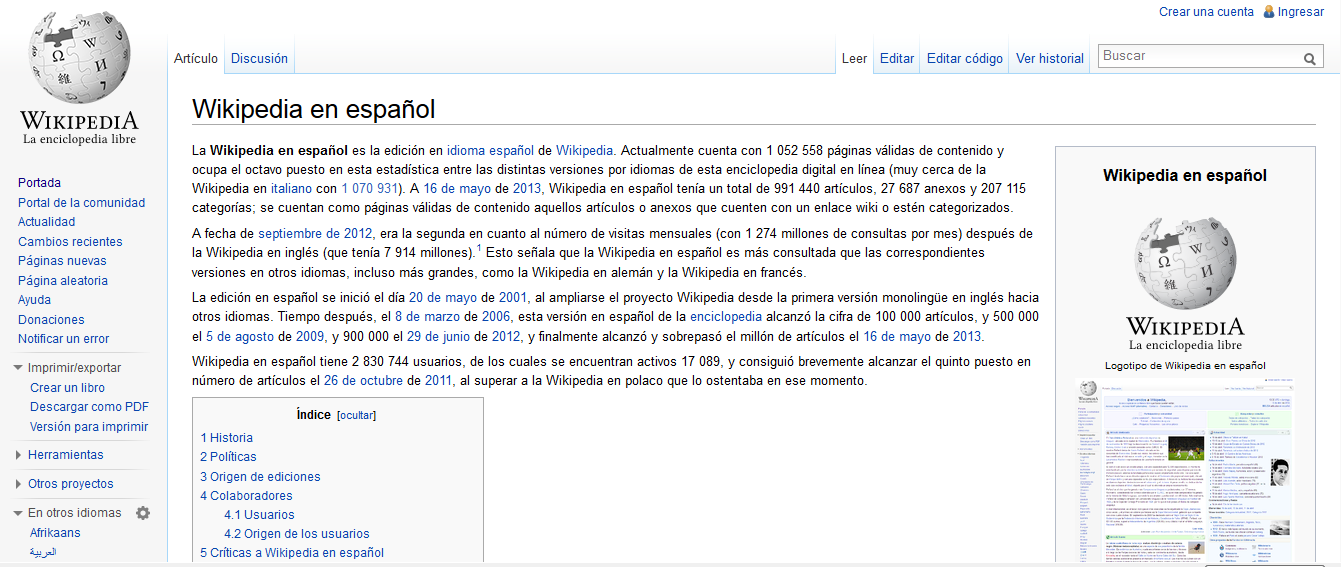 Crear una cuenta Ingresar
WIKIPEDIA
La enciclopedia libre
Artículo Discusión Leer Editar Editar código Ver historial Buscar
Portada
Portal de la comunidad
Actualidad
Cambios recientes
Páginas nuevas
Página aleatoria
Ayuda
Donaciones
Notificar un error
Imprimir/exportar
Crear un libro
Descargar como PDF
Versión para imprimir
Herramientas
Otros proyectos
En otros idiomas
Afrikaans
العربية
Wikipedia en español
La Wikipedia en español es la edición en idioma español de Wikipedia. Actualmente cuenta con 1 052 558 páginas válidas de contenido y
ocupa el octavo puesto en esta estadística entre las distintas versiones por idiomas de esta enciclopedia digital en línea (muy cerca de la
Wikipedia en italiano con 1 070 931). A 16 de mayo de 2013, Wikipedia en español tenía un total de 991 440 artículos, 27 687 anexos y 207 115
categorías; se cuentan como páginas válidas de contenido aquellos artículos o anexos que cuenten con un enlace wiki o estén categorizados.
A fecha de septiembre de 2012, era la segunda en cuanto al número de visitas mensuales (con 1 274 millones de consultas por mes) después de
la Wikipedia en inglés (que tenía 7 914 millones).1 Esto señala que la Wikipedia en español es más consultada que las correspondientes
versiones en otros idiomas, incluso más grandes, como la Wikipedia en alemán y la Wikipedia en francés.
La edición en español se inició el día 20 de mayo de 2001, al ampliarse el proyecto Wikipedia desde la primera versión monolingüe en inglés hacia
otros idiomas. Tiempo después, el 8 de marzo de 2006, esta versión en español de la enciclopedia alcanzó la cifra de 100 000 artículos, y 500 000
el 5 de agosto de 2009, y 900 000 el 29 de junio de 2012, y finalmente alcanzó y sobrepasó el millón de artículos el 16 de mayo de 2013.
Wikipedia en español tiene 2 830 744 usuarios, de los cuales se encuentran activos 17 089, y consiguió brevemente alcanzar el quinto puesto en
número de artículos el 26 de octubre de 2011, al superar a la Wikipedia en polaco que lo ostentaba en ese momento.
Índice [ocultar]
1 Historia
2 Políticas
3 Origen de ediciones
4 Colaboradores
4.1 Usuarios
4.2 Origen de los usuarios
5 Críticas a Wikipedia en español
Wikipedia en español
WIKIPEDIA
La enciclopedia libre
Logotipo de Wikipedia en español